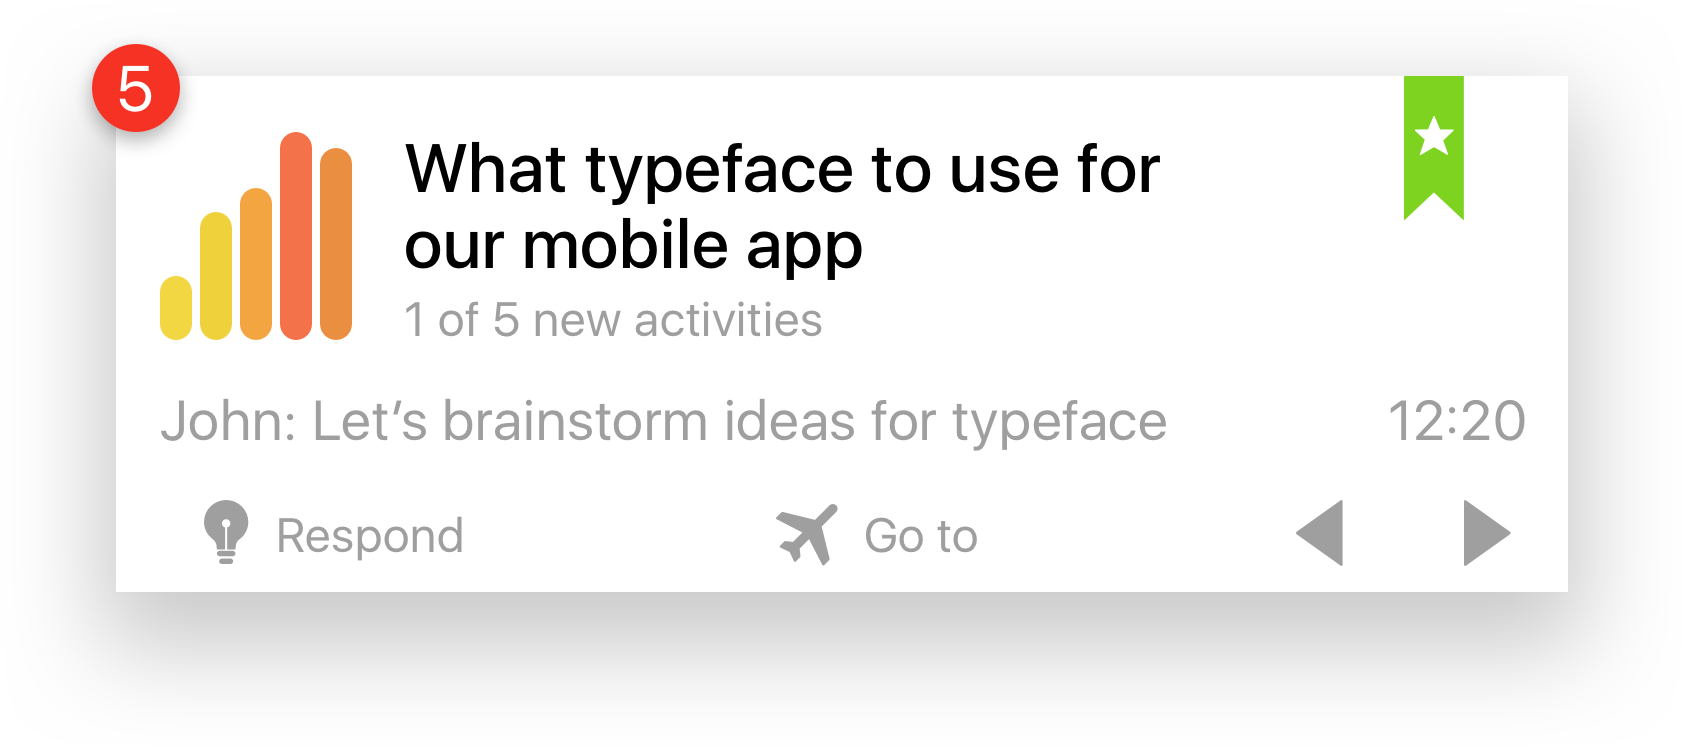 5
What typeface to use for
our mobile app
1 of 5 new activities
John: Let’s brainstorm ideas for typeface 12:20
Respond Go to